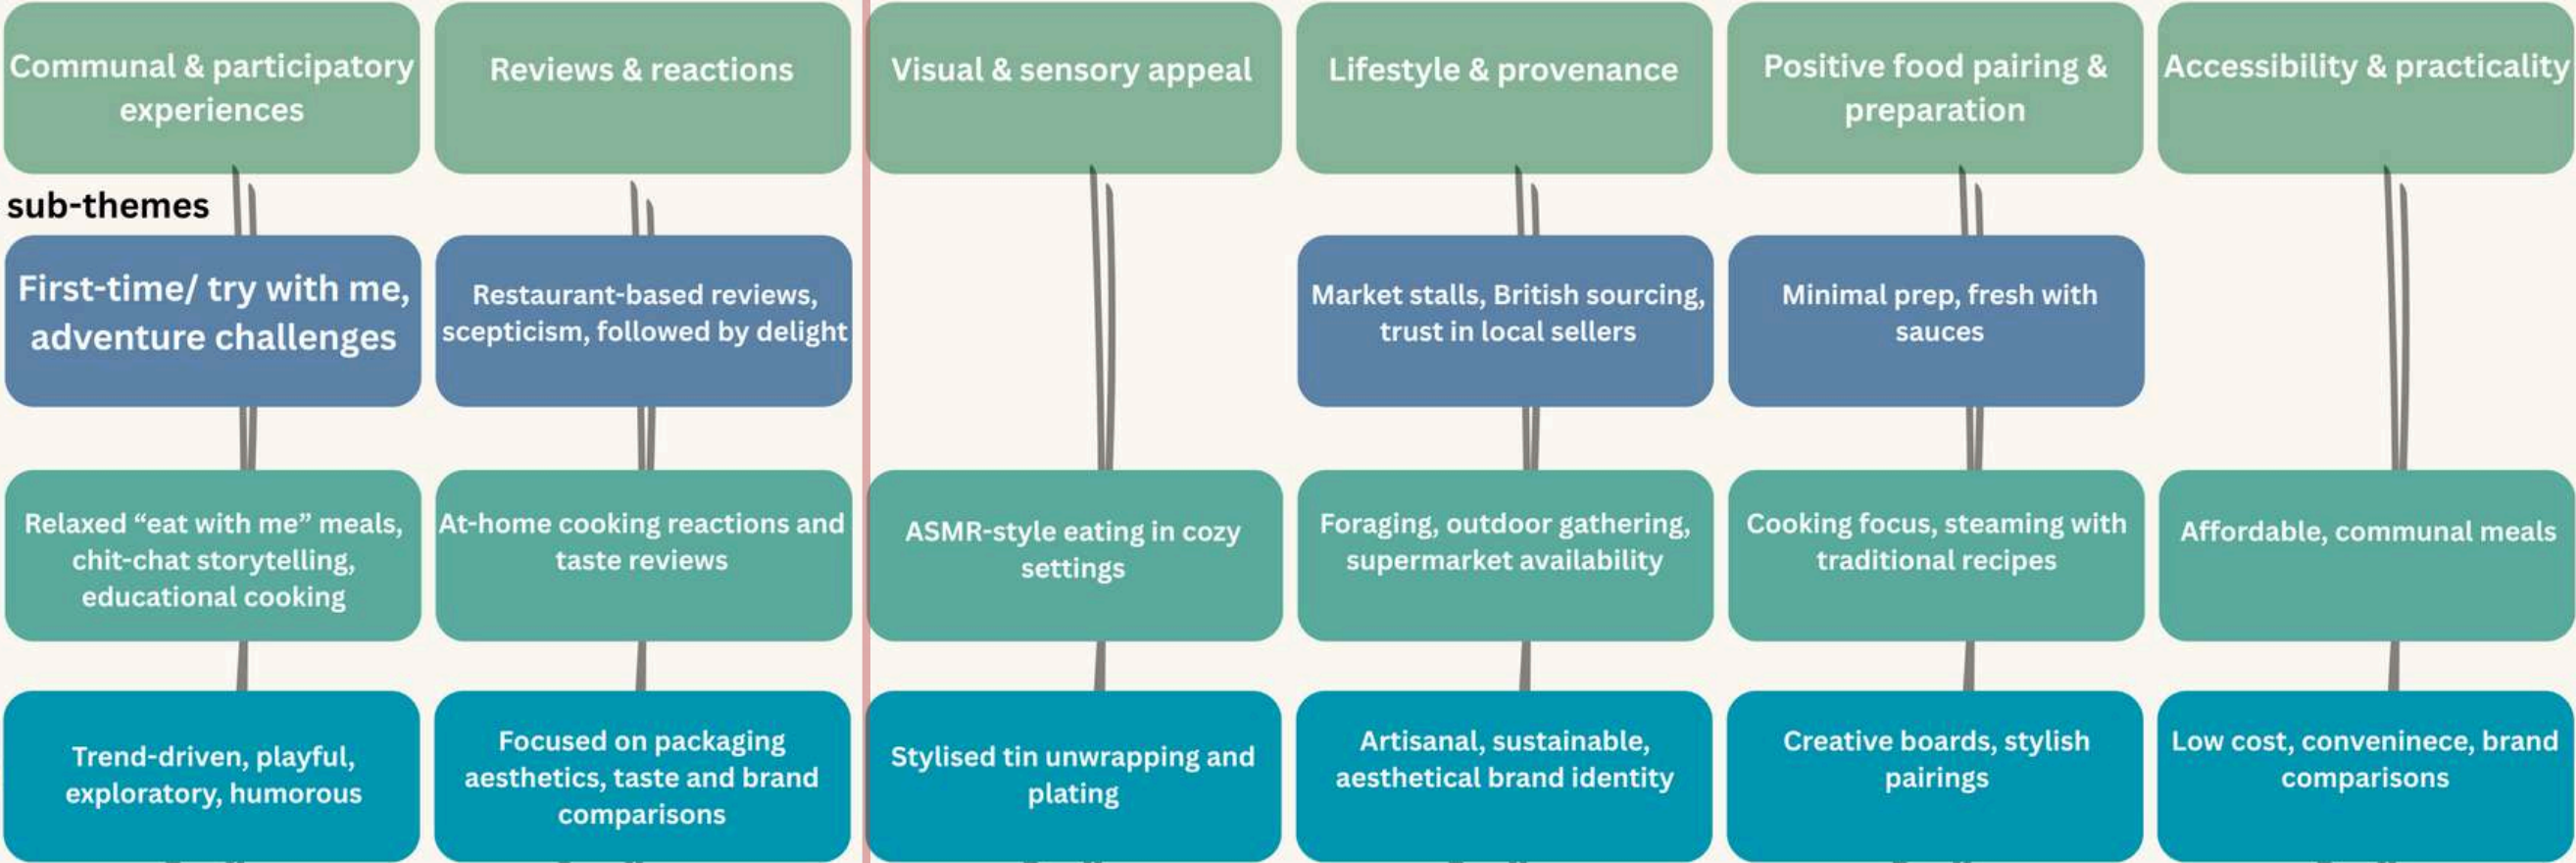 Communal & participatory
experiences
Reviews & reactions
Visual & sensory appeal
Lifestyle & provenance
Positive food pairing &
preparation
Accessibility & practicality
sub-themes
First-time/ try with me,
adventure challenges
Restaurant-based reviews,
scepticism, followed by delight
Market stalls, British sourcing,
trust in local sellers
Minimal prep, fresh with
sauces
Relaxed “eat with me” meals,
chit-chat storytelling,
educational cooking
At-home cooking reactions and
taste reviews
ASMR-style eating in cozy
settings
Foraging, outdoor gathering,
supermarket availability
Cooking focus, steaming with
traditional recipes
Affordable, communal meals
Trend-driven, playful,
exploratory, humorous
Focused on packaging
aesthetics, taste and brand
comparisons
Stylised tin unwrapping and
plating
Artisanal, sustainable,
aesthetical brand identity
Creative boards, stylish
pairings
Low cost, conveninece, brand
comparisons